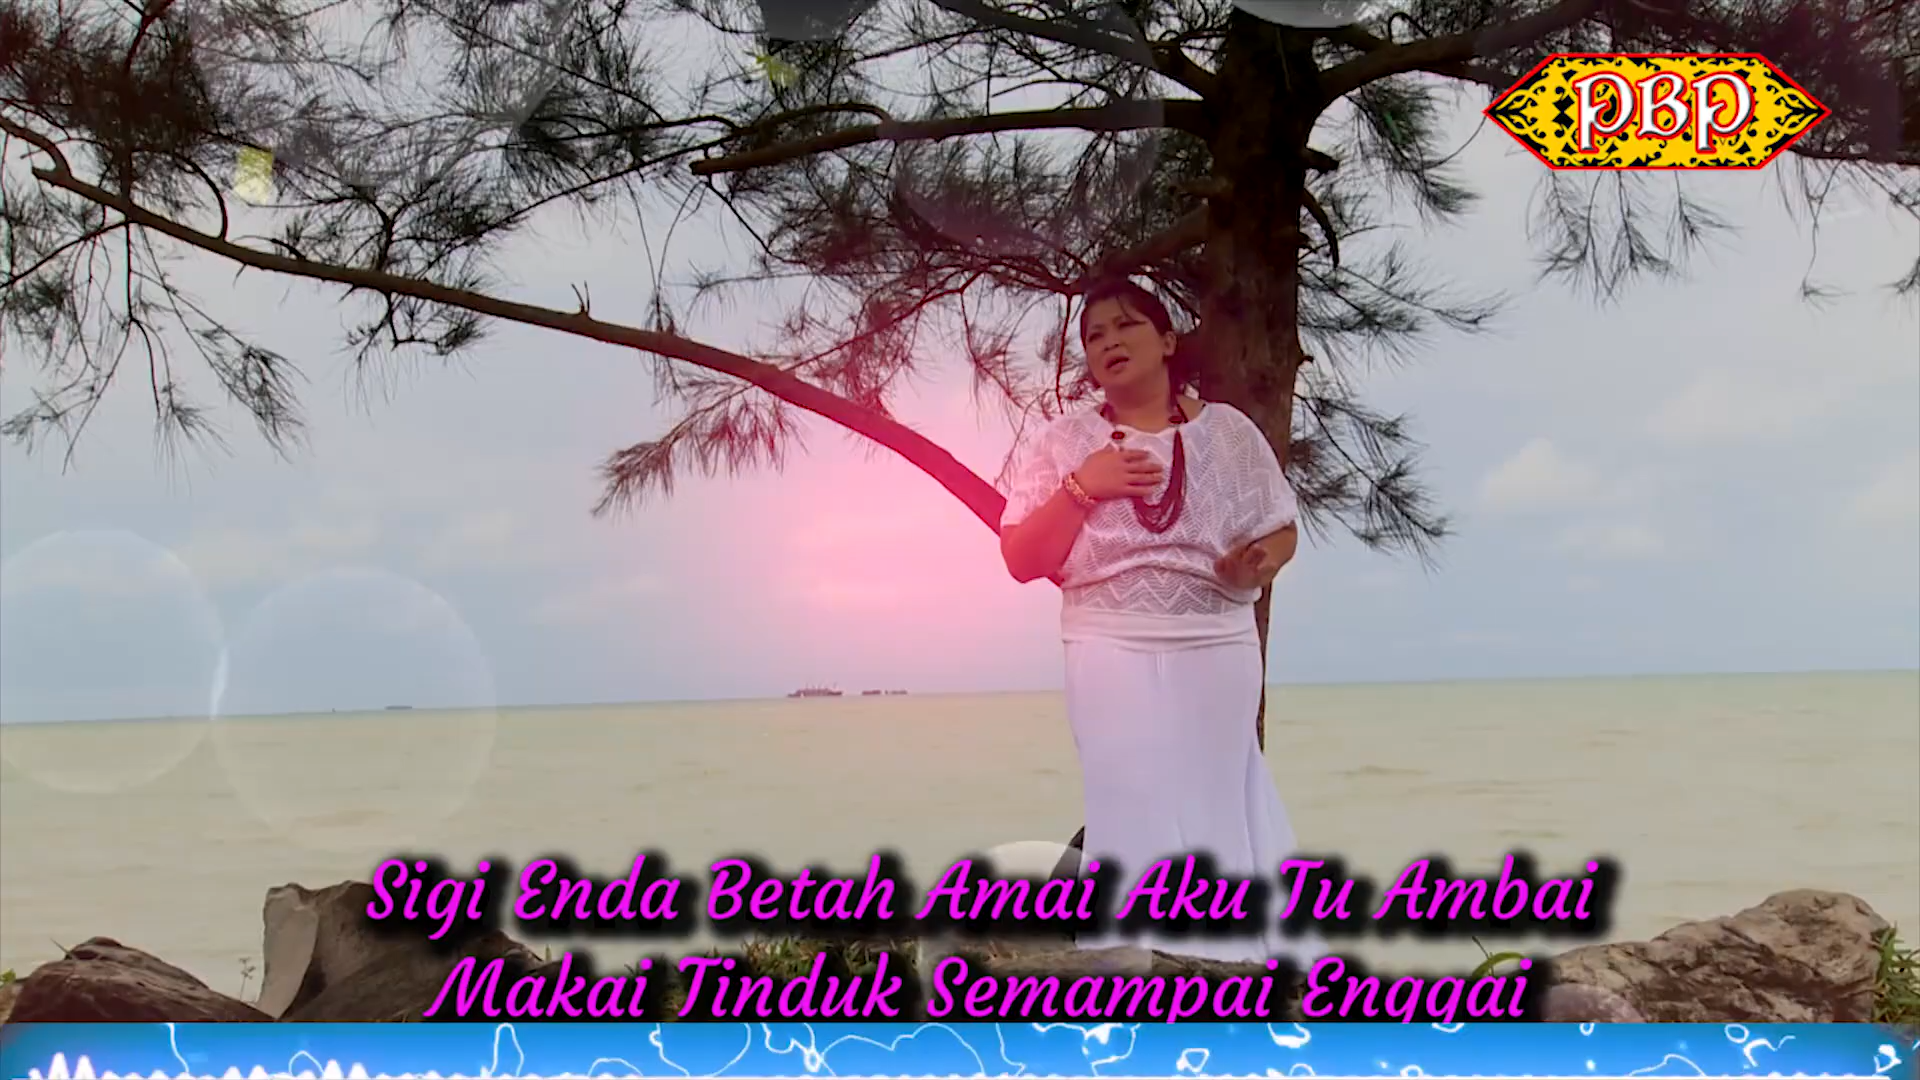 PBP
Sigi Enda Betah Amai Aku Tu Ambai
Makai Tinduk Semampai Enggai